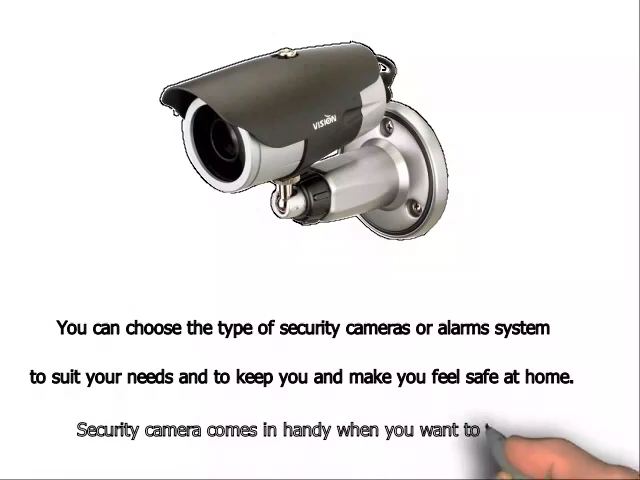 VISION
You can choose the type of security cameras or alarms system
to suit your needs and to keep you and make you feel safe at home.
Security camera comes in handy when you want to